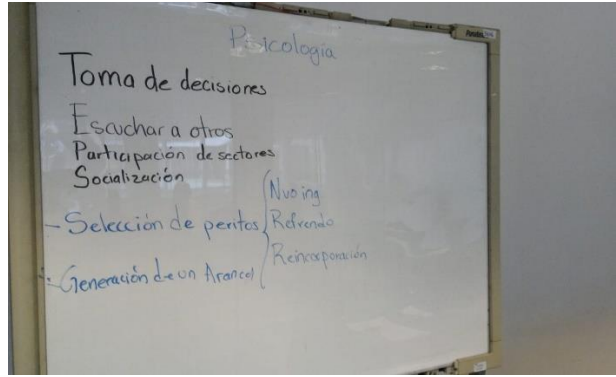 Psicología
Toma de decisiones
Escuchar a otros
Participación de sectores
Socialización
- Selección de peritos
Nvo ing
Refrendo
Reincorporación
- Generación de un Arancel